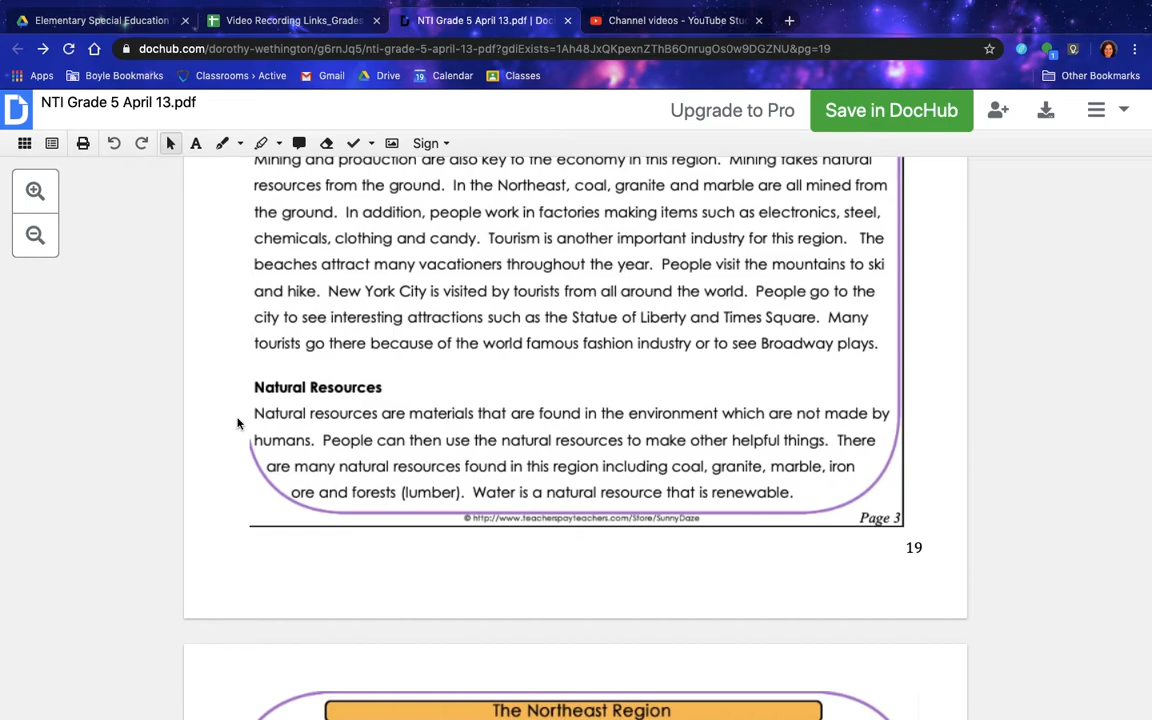 Elementary Special Education
Video Recording Links_Grades
NTI Grade 5 April 13.pdf | Doc
Channel videos - YouTube Stu
dochub.com/dorothy-wethington/g6rnJq5/nti-grade-5-april-13-pdf?gdiExists=1Ah48JxQKpexnZThB6OnrugOs0w9DGZNU&pg=19
Apps
Boyle Bookmarks
Classrooms > Active
Gmail
Drive
19
Calendar
Classes
Other Bookmarks
NTI Grade 5 April 13.pdf
Upgrade to Pro
Save in DocHub
A
Sign
Mining and production are also key to the economy in this region. Mining takes natural
resources from the ground. In the Northeast, coal, granite and marble are all mined from
the ground. In addition, people work in factories making items such as electronics, steel,
chemicals, clothing and candy. Tourism is another important industry for this region. The
beaches attract many vacationers throughout the year. People visit the mountains to ski
and hike. New York City is visited by tourists from all around the world. People go to the
city to see interesting attractions such as the Statue of Liberty and Times Square. Many
tourists go there because of the world famous fashion industry or to see Broadway plays.
Natural Resources
Natural resources are materials that are found in the environment which are not made by
humans. People can then use the natural resources to make other helpful things. There
are many natural resources found in this region including coal, granite, marble, iron
ore and forests (lumber). Water is a natural resource that is renewable.
© http://www.teacherspayteachers.com/Store/SunnyDaze
Page 3
19
The Northeast Region